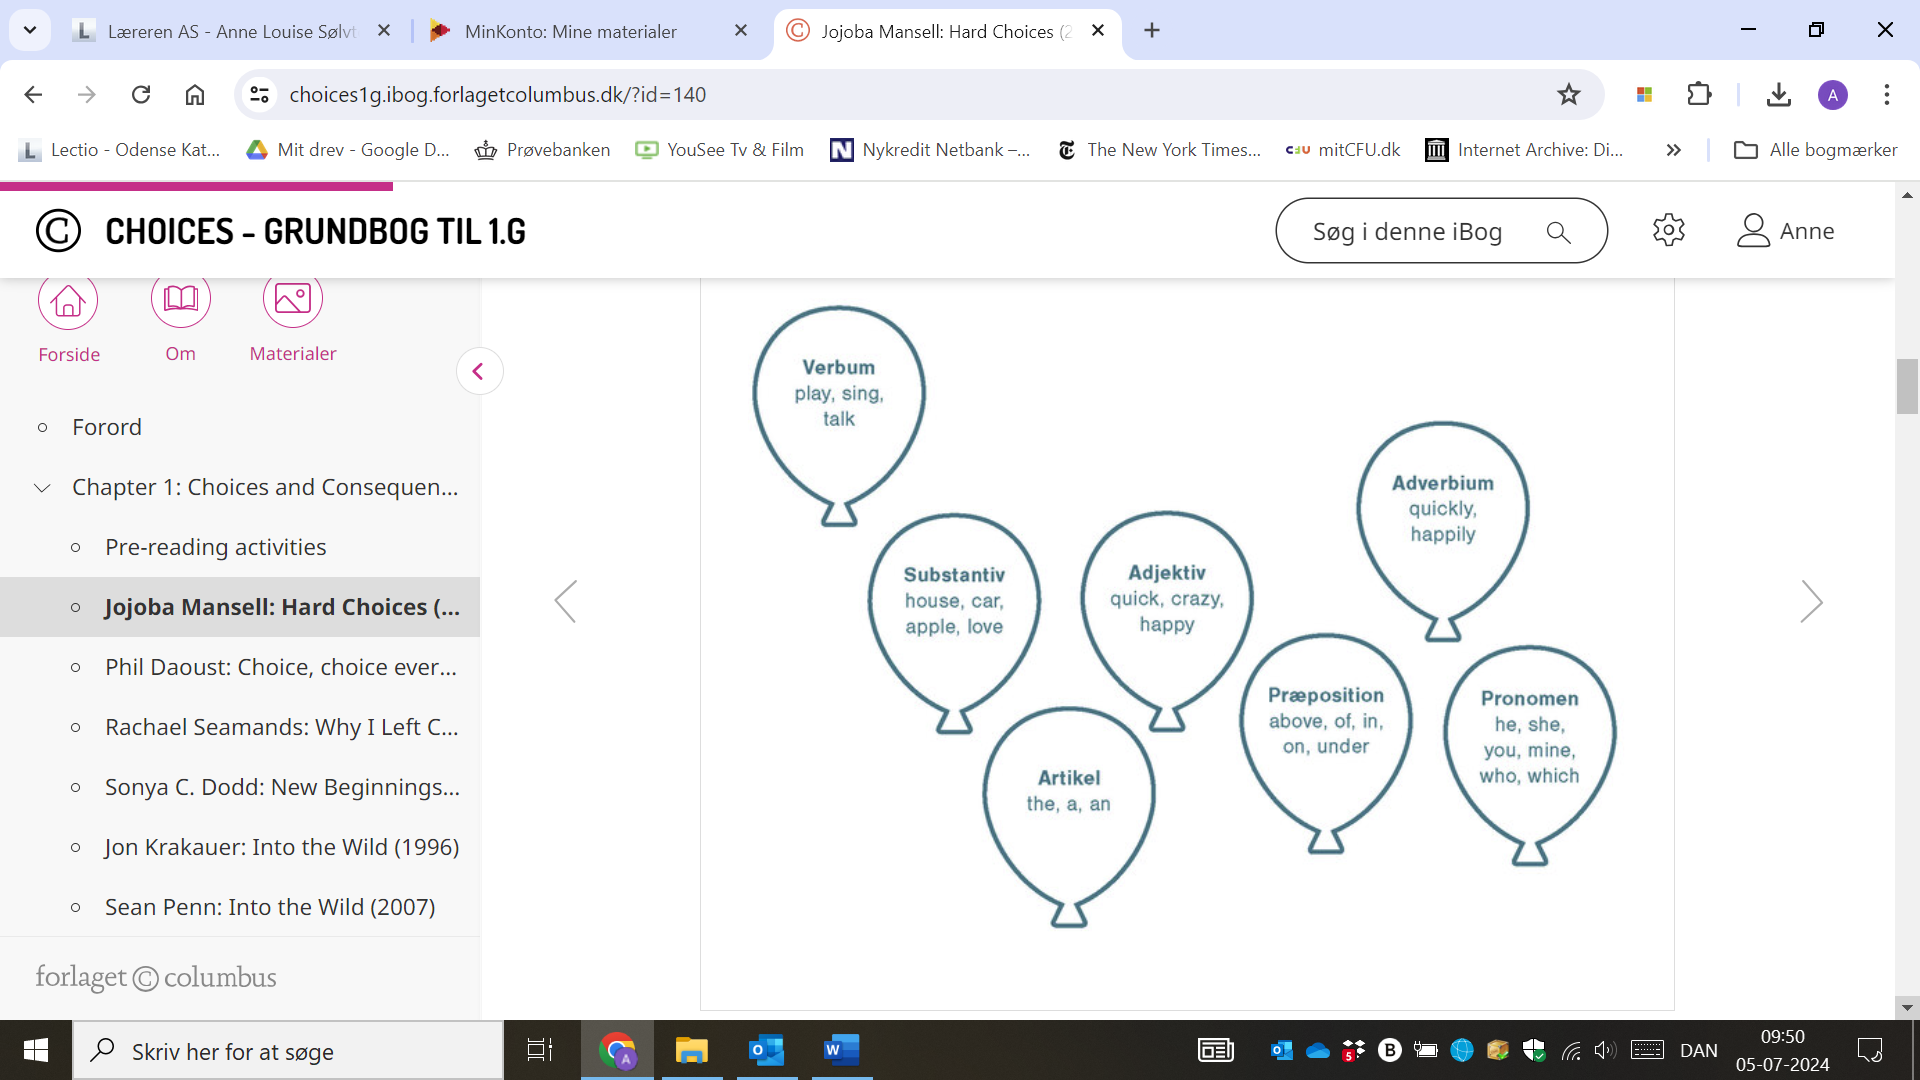 Læreren AS - Anne Louise Sølvt
MinKonto: Mine materialer
Jojoba Mansell: Hard Choices (2
choices1g.ibog.forlagetcolumbus.dk/?id=140
A
Lectio - Odense Kat...
Mit drev - Google D...
Prøvebanken
YouSee Tv & Film
Nykredit Netbank –...
The New York Times...
mitCFU.dk
Internet Archive: Di...
Alle bogmærker
CHOICES - GRUNDBOG TIL 1.G
Søg i denne iBog
Anne
Forside
Om
Materialer
Forord
Chapter 1: Choices and Consequen...
Pre-reading activities
Jojoba Mansell: Hard Choices (...
Phil Daoust: Choice, choice ever...
Rachael Seamands: Why I Left C...
Sonya C. Dodd: New Beginnings...
Jon Krakauer: Into the Wild (1996)
Sean Penn: Into the Wild (2007)
forlaget © columbus
Verbum
play, sing,
talk
Substantiv
house, car,
apple, love
Adjektiv
quick, crazy,
happy
Adverbium
quickly,
happily
Artikel
the, a, an
Præposition
above, of, in,
on, under
Pronomen
he, she,
you, mine,
who, which
Skriv her for at søge
DAN
09:50
05-07-2024